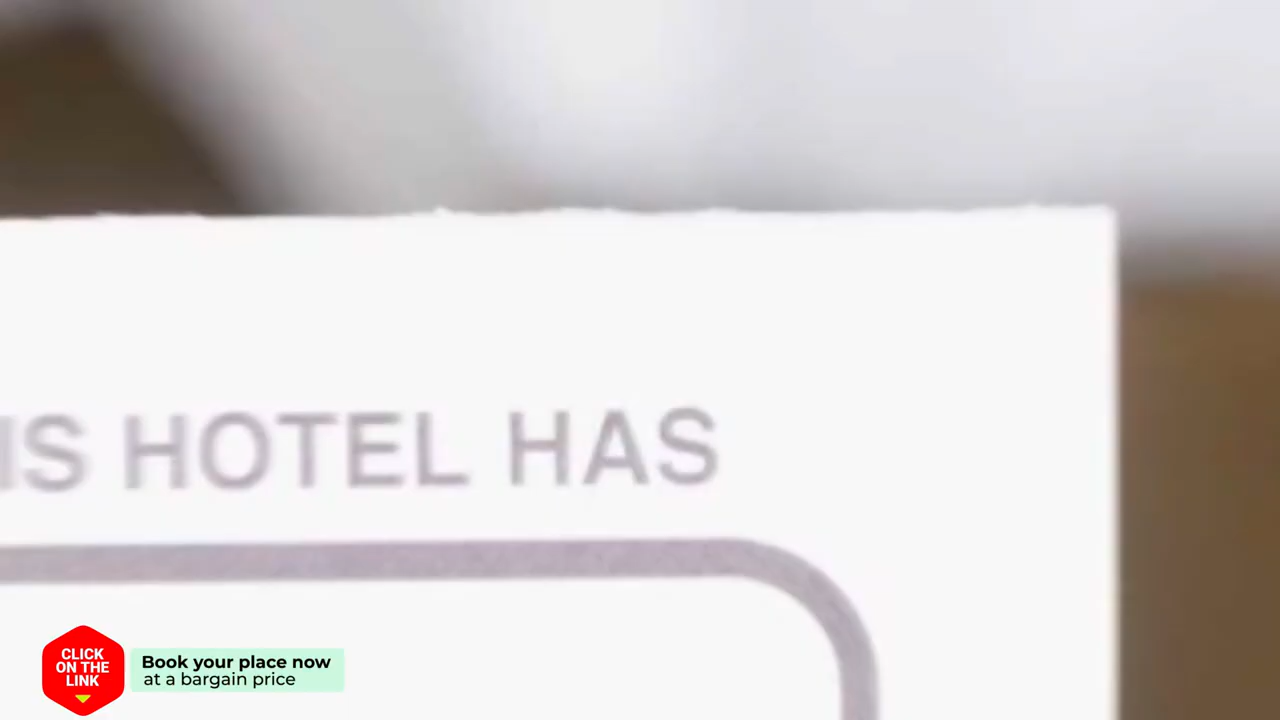 IS HOTEL HAS
CLICK
ON THE
LINK
Book your place now
at a bargain price